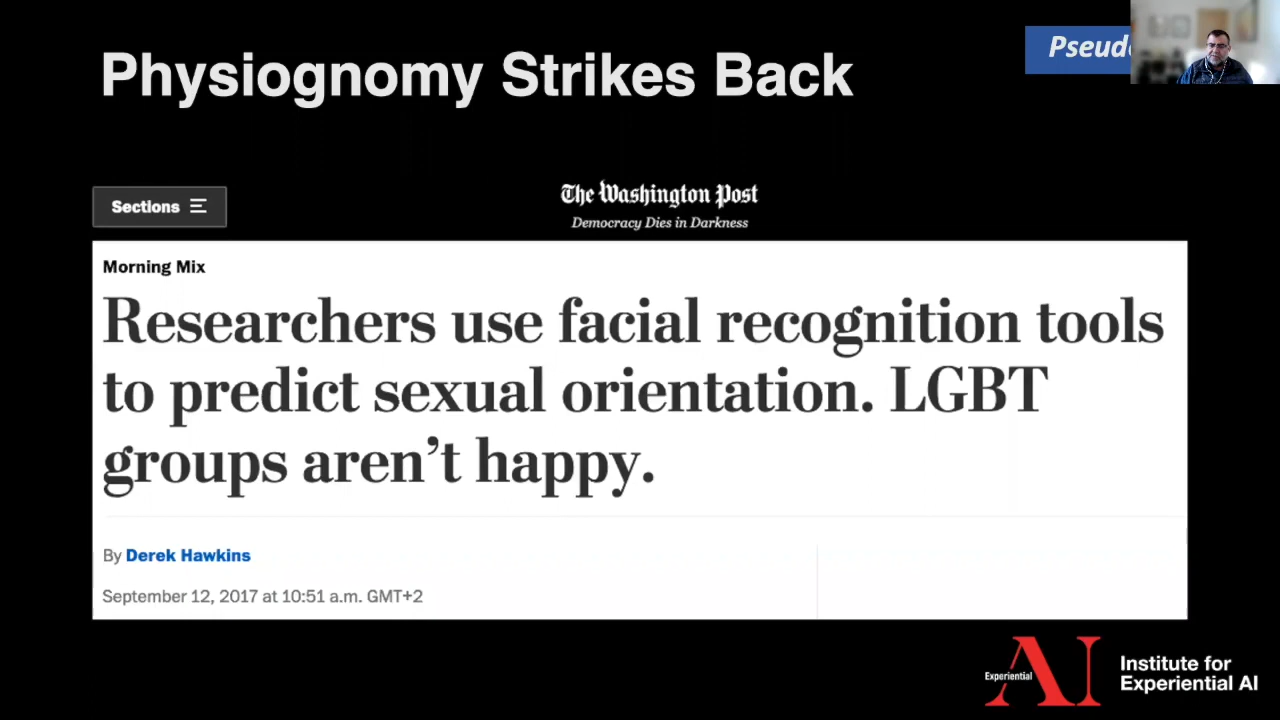 Physiognomy Strikes Back
Pseud
Sections
The Washington Post
Democracy Dies in Darkness
Morning Mix
Researchers use facial recognition tools
to predict sexual orientation. LGBT
groups aren’t happy.
By Derek Hawkins
September 12, 2017 at 10:51 a.m. GMT+2
Experiential
AI
Institute for
Experiential AI